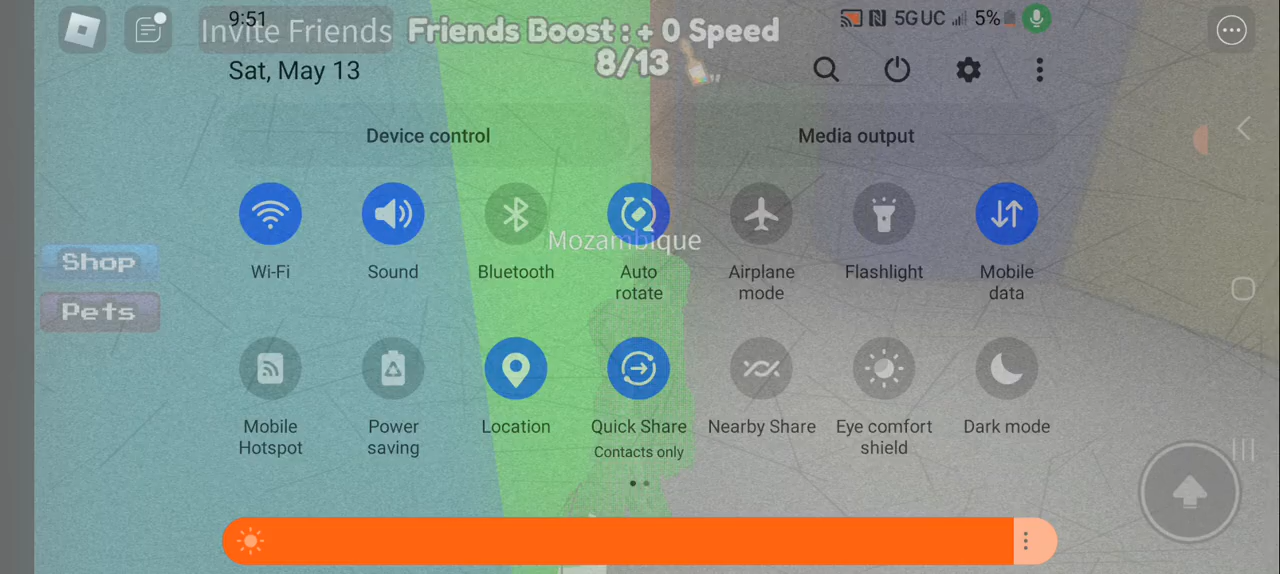 9:51
Invite Friends
Friends Boost : + 0 Speed
5G UC
5%
8/13
Sat, May 13
Device control
Media output
Shop
Pets
Mozambique
Wi-Fi
Sound
Bluetooth
Auto
rotate
Airplane
mode
Flashlight
Mobile
data
Mobile
Hotspot
Power
saving
Location
Quick Share
Contacts only
Nearby Share
Eye comfort
shield
Dark mode